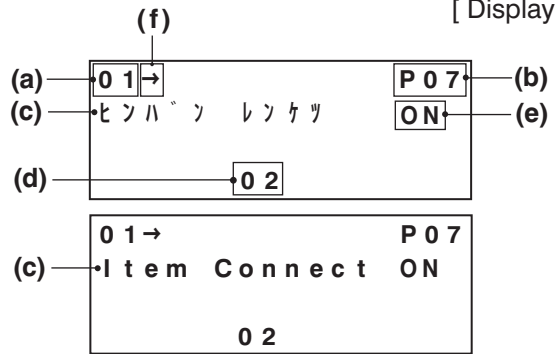 [ Display
(f)
(a) 01→ P07 (b)
(c) ヒンバン レンケツ ON (e)
(d) 02
01→ P07
(c) Item Connect ON
02